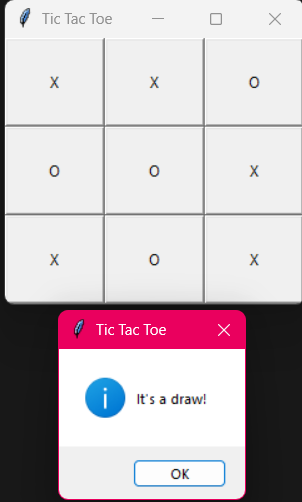 Tic Tac Toe
X X O
O O X
X O X
Tic Tac Toe
It's a draw!
OK